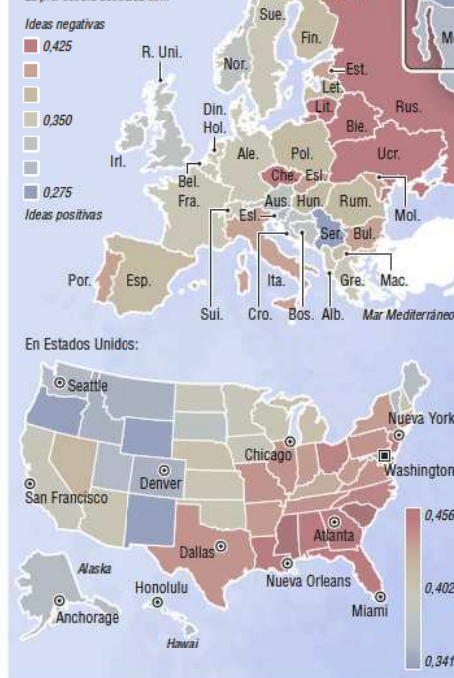 Ideas negativas
0,425
0,350
0,275
Ideas positivas
Sue.
Fin.
Nor.
R. Uni.
Est.
Let.
Lit.
Rus.
Bie.
Din.
Hol.
Irl.
Ale.
Pol.
Ucr.
Bel.
Che.
Esl.
Fra.
Aus.
Hun.
Rum.
Mol.
Esl.
Ser.
Bul.
Por.
Esp.
Ita.
Gre.
Mac.
Sui.
Cro.
Bos.
Alb.
Mar Mediterráneo
En Estados Unidos:
Seattle
Nueva York
Chicago
Washington
Denver
San Francisco
0,456
Atlanta
Dallas
Alaska
Nueva Orleans
0,402
Honolulu
Miami
Anchorage
Hawai
0,341